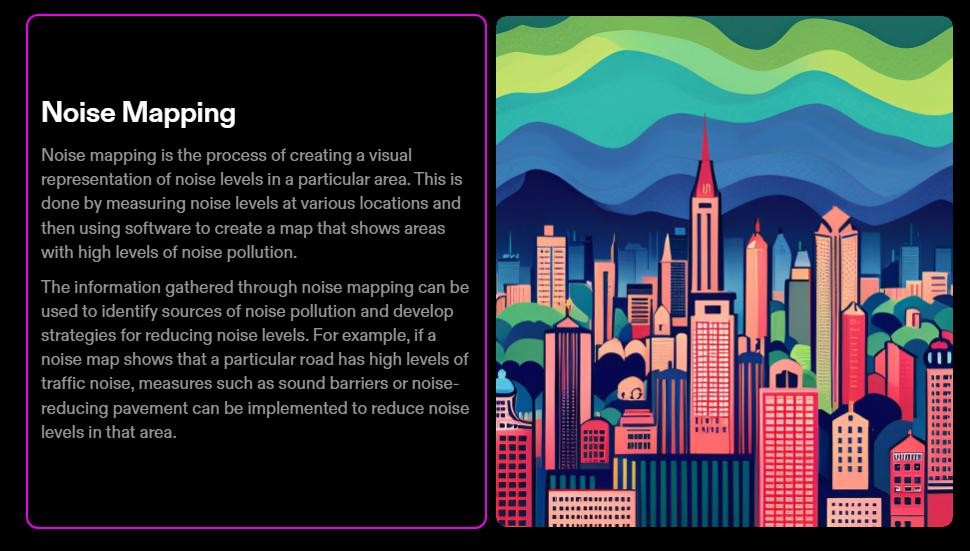 Noise Mapping
Noise mapping is the process of creating a visual
representation of noise levels in a particular area. This is
done by measuring noise levels at various locations and
then using software to create a map that shows areas
with high levels of noise pollution.
The information gathered through noise mapping can be
used to identify sources of noise pollution and develop
strategies for reducing noise levels. For example, if a
noise map shows that a particular road has high levels of
traffic noise, measures such as sound barriers or noise-
reducing pavement can be implemented to reduce noise
levels in that area.